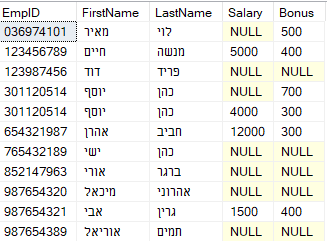 EmpID FirstName LastName Salary Bonus
036974101 מאיר לוי NULL 500
123456789 חיים מנשה 5000 400
123987456 דוד פריד NULL NULL
301120514 יוסף כהן NULL 700
301120514 יוסף כהן 4000 300
654321987 אהרן חביב 12000 300
765432189 ישי כהן NULL NULL
852147963 אורי ברגר NULL NULL
987654320 מיכאל אהרוני NULL NULL
987654321 אבי גרין 1500 400
987654389 אוריאל חמים NULL NULL